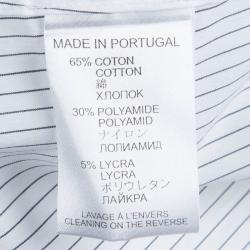 MADE IN PORTUGAL
65% COTON
COTTON
綿
ХЛОПОК
30% POLYAMIDE
POLYAMID
ナイロン
ПОЛИАМИД
5% LYCRA
LYCRA
ポリウレタン
ЛАЙКРА
LAVAGE À L'ENVERS
CLEANING ON THE REVERSE